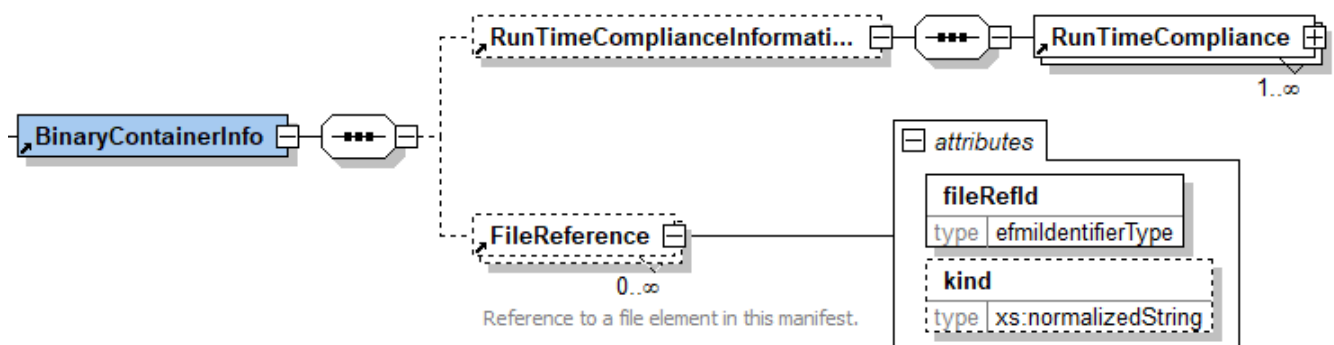 RunTimeComplianceInformati...
RunTimeCompliance
1..∞
BinaryContainerInfo
attributes
fileRefId
type efmiIdentifierType
FileReference
0..∞
kind
type xs:normalizedString
Reference to a file element in this manifest.